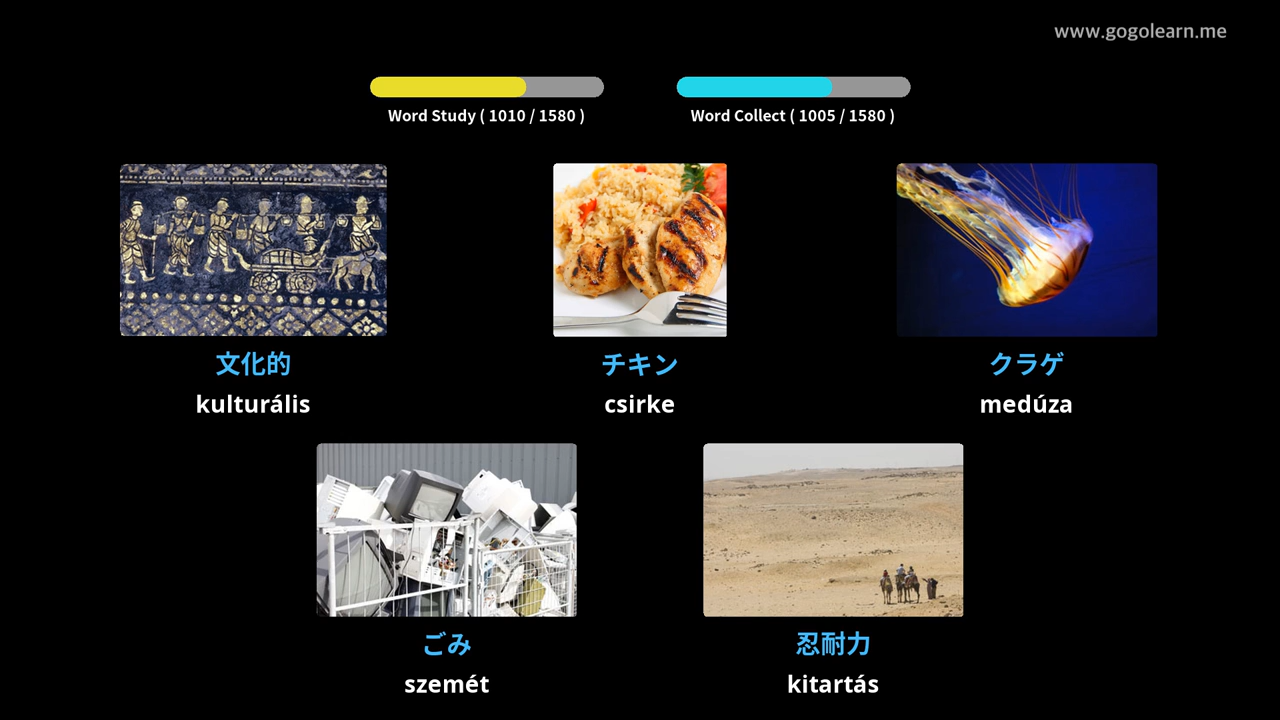 www.gogolearn.me
Word Study ( 1010 / 1580 )
Word Collect ( 1005 / 1580 )
文化的
kulturális
チキン
csirke
クラゲ
medúza
ごみ
szemét
忍耐力
kitartás